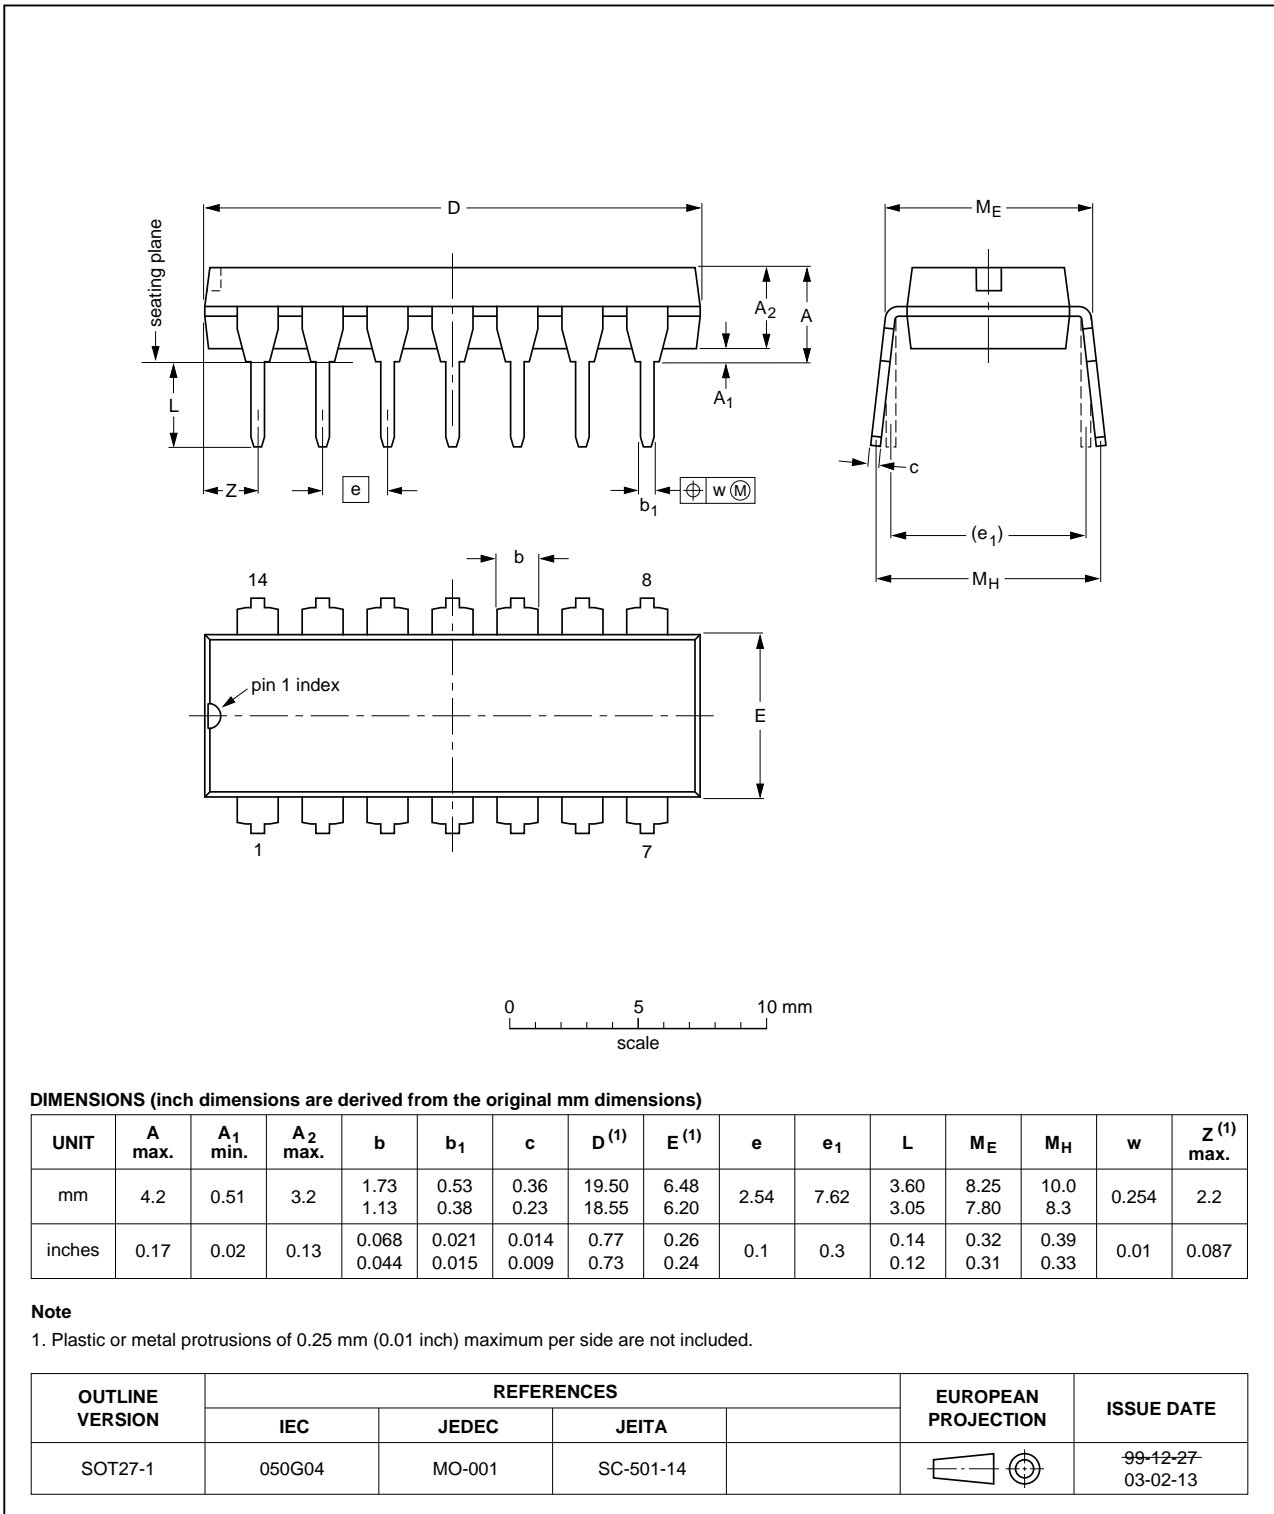 D
M_E
seating plane
A_2
A
L
A_1
Z
e
b_1
w M
c
(e_1)
M_H
b
14
8
pin 1 index
E
1
7
0 5 10 mm
scale
DIMENSIONS (inch dimensions are derived from the original mm dimensions)
UNIT A max. A_1 min. A_2 max. b b_1 c D (1) E (1) e e_1 L M_E M_H w Z (1) max.
mm 4.2 0.51 3.2 1.73 1.13 0.53 0.38 0.36 0.23 19.50 18.55 6.48 6.20 2.54 7.62 3.60 3.05 8.25 7.80 10.0 8.3 0.254 2.2
inches 0.17 0.02 0.13 0.068 0.044 0.021 0.015 0.014 0.009 0.77 0.73 0.26 0.24 0.1 0.3 0.14 0.12 0.32 0.31 0.39 0.33 0.01 0.087
Note
1. Plastic or metal protrusions of 0.25 mm (0.01 inch) maximum per side are not included.
OUTLINE VERSION REFERENCES EUROPEAN PROJECTION ISSUE DATE
IEC JEDEC JEITA
SOT27-1 050G04 MO-001 SC-501-14 99-12-27
03-02-13